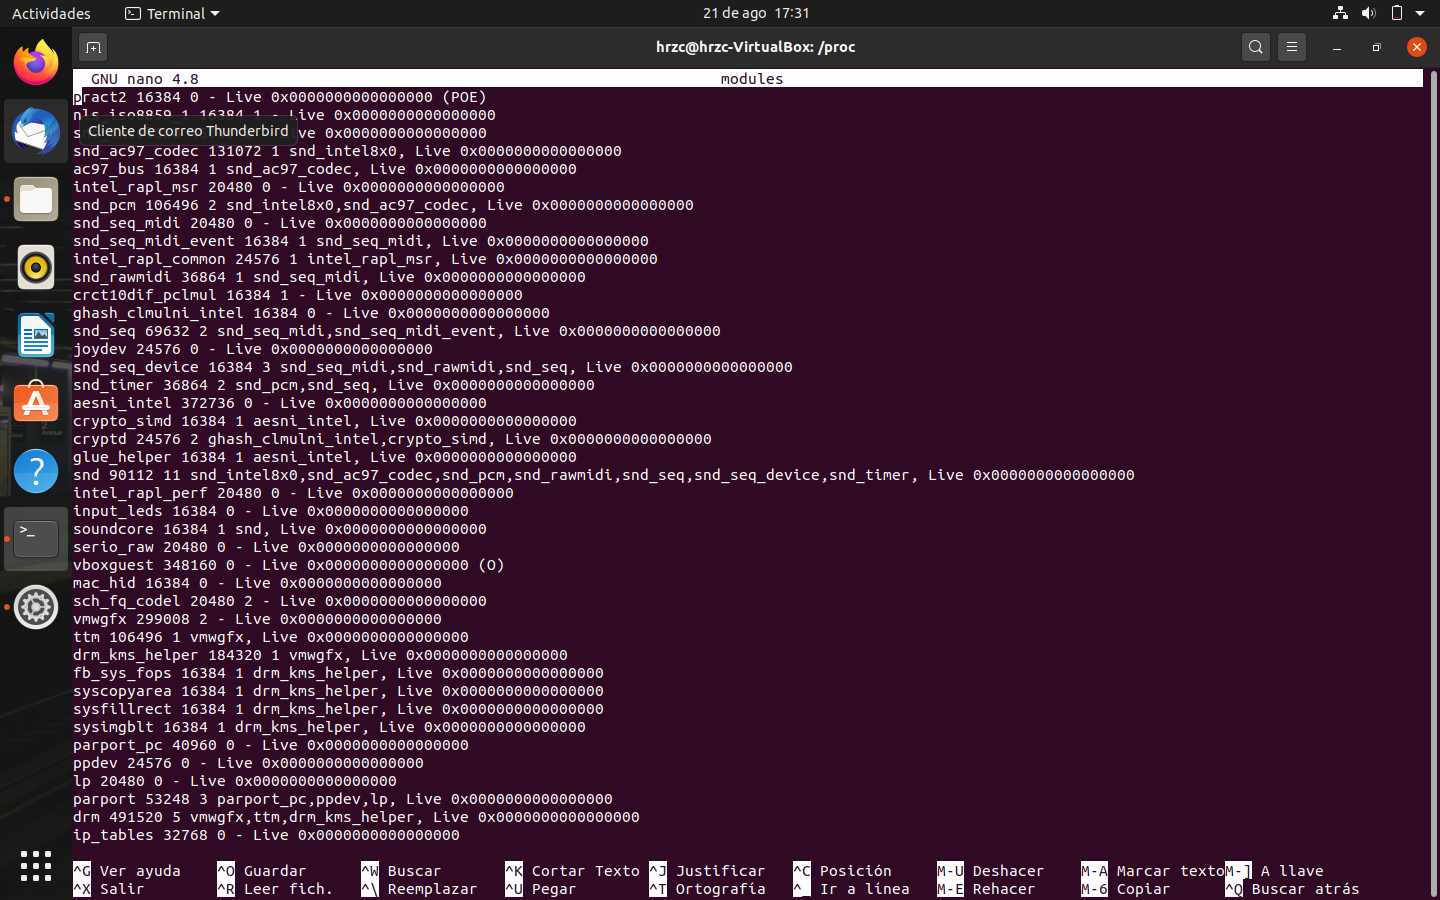 Actividades
Terminal
21 de ago 17:31
hrzc@hrzc-VirtualBox: /proc
GNU nano 4.8 modules
pract2 16384 0 - Live 0x0000000000000000 (POE)
nls_iso8859_1 16384 1 - Live 0x0000000000000000
Cliente de correo Thunderbird
snd_ac97_codec 131072 1 snd_intel8x0, Live 0x0000000000000000
ac97_bus 16384 1 snd_ac97_codec, Live 0x0000000000000000
intel_rapl_msr 20480 0 - Live 0x0000000000000000
snd_pcm 106496 2 snd_intel8x0,snd_ac97_codec, Live 0x0000000000000000
snd_seq_midi 20480 0 - Live 0x0000000000000000
snd_seq_midi_event 16384 1 snd_seq_midi, Live 0x0000000000000000
intel_rapl_common 24576 1 intel_rapl_msr, Live 0x0000000000000000
snd_rawmidi 36864 1 snd_seq_midi, Live 0x0000000000000000
crct10dif_pclmul 16384 1 - Live 0x0000000000000000
ghash_clmulni_intel 16384 0 - Live 0x0000000000000000
snd_seq 69632 2 snd_seq_midi,snd_seq_midi_event, Live 0x0000000000000000
joydev 24576 0 - Live 0x0000000000000000
snd_seq_device 16384 3 snd_seq_midi,snd_rawmidi,snd_seq, Live 0x0000000000000000
snd_timer 36864 2 snd_pcm,snd_seq, Live 0x0000000000000000
aesni_intel 372736 0 - Live 0x0000000000000000
crypto_simd 16384 1 aesni_intel, Live 0x0000000000000000
cryptd 24576 2 ghash_clmulni_intel,crypto_simd, Live 0x0000000000000000
glue_helper 16384 1 aesni_intel, Live 0x0000000000000000
snd 90112 11 snd_intel8x0,snd_ac97_codec,snd_pcm,snd_rawmidi,snd_seq,snd_seq_device,snd_timer, Live 0x0000000000000000
intel_rapl_perf 20480 0 - Live 0x0000000000000000
input_leds 16384 0 - Live 0x0000000000000000
soundcore 16384 1 snd, Live 0x0000000000000000
serio_raw 20480 0 - Live 0x0000000000000000
vboxguest 348160 0 - Live 0x0000000000000000 (O)
mac_hid 16384 0 - Live 0x0000000000000000
sch_fq_codel 20480 2 - Live 0x0000000000000000
vmwgfx 299008 2 - Live 0x0000000000000000
ttm 106496 1 vmwgfx, Live 0x0000000000000000
drm_kms_helper 184320 1 vmwgfx, Live 0x0000000000000000
fb_sys_fops 16384 1 drm_kms_helper, Live 0x0000000000000000
syscopyarea 16384 1 drm_kms_helper, Live 0x0000000000000000
sysfillrect 16384 1 drm_kms_helper, Live 0x0000000000000000
sysimgblt 16384 1 drm_kms_helper, Live 0x0000000000000000
parport_pc 40960 0 - Live 0x0000000000000000
ppdev 24576 0 - Live 0x0000000000000000
lp 20480 0 - Live 0x0000000000000000
parport 53248 3 parport_pc,ppdev,lp, Live 0x0000000000000000
drm 491520 5 vmwgfx,ttm,drm_kms_helper, Live 0x0000000000000000
ip_tables 32768 0 - Live 0x0000000000000000
^G Ver ayuda ^O Guardar ^W Buscar ^K Cortar Texto ^J Justificar ^C Posición M-U Deshacer M-A Marcar texto M-] A llave
^X Salir ^R Leer fich. ^\ Reemplazar ^U Pegar ^T Ortografía ^_ Ir a línea M-E Rehacer M-6 Copiar ^Q Buscar atrás